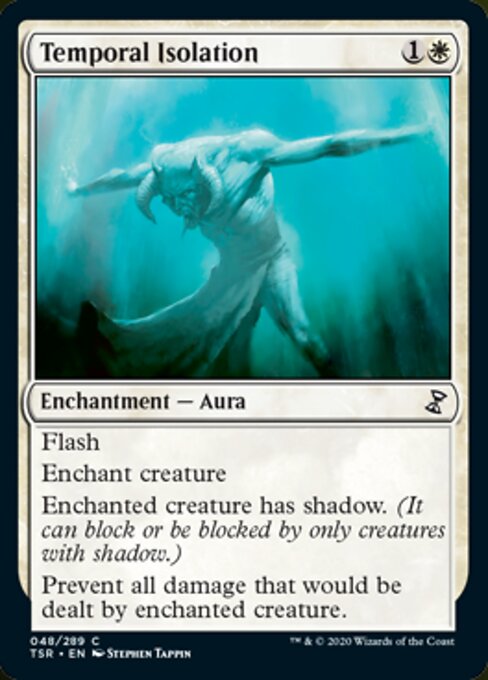 Temporal Isolation 1
Enchantment — Aura
Flash
Enchant creature
Enchanted creature has shadow. (It
can block or be blocked by only creatures
with shadow.)
Prevent all damage that would be
dealt by enchanted creature.
048/289 C
TSR • EN Stephen Tappin
™ & © 2020 Wizards of the Coast